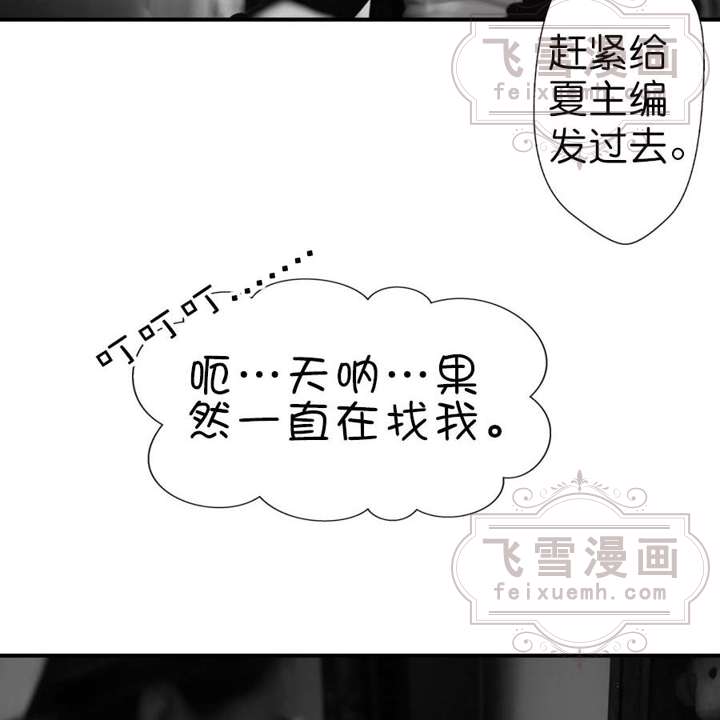 飞雪漫画
feixuemh.com
赶紧给
夏主编
发过去。
叮叮叮……
呃…天呐…果
然一直在找我。
飞雪漫画
feixuemh.com